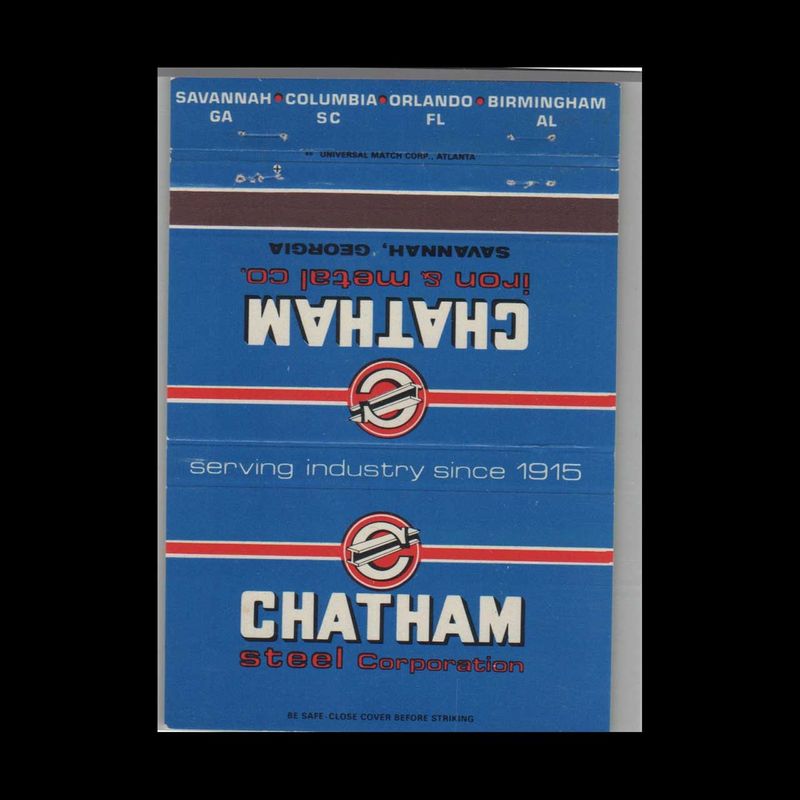 SAVANNAH • COLUMBIA • ORLANDO • BIRMINGHAM
GA SC FL AL
UNIVERSAL MATCH CORP., ATLANTA
CHATHAM
iron & metal co.
SAVANNAH, GEORGIA
serving industry since 1915
C
CHATHAM
steel Corporation
BE SAFE-CLOSE COVER BEFORE STRIKING